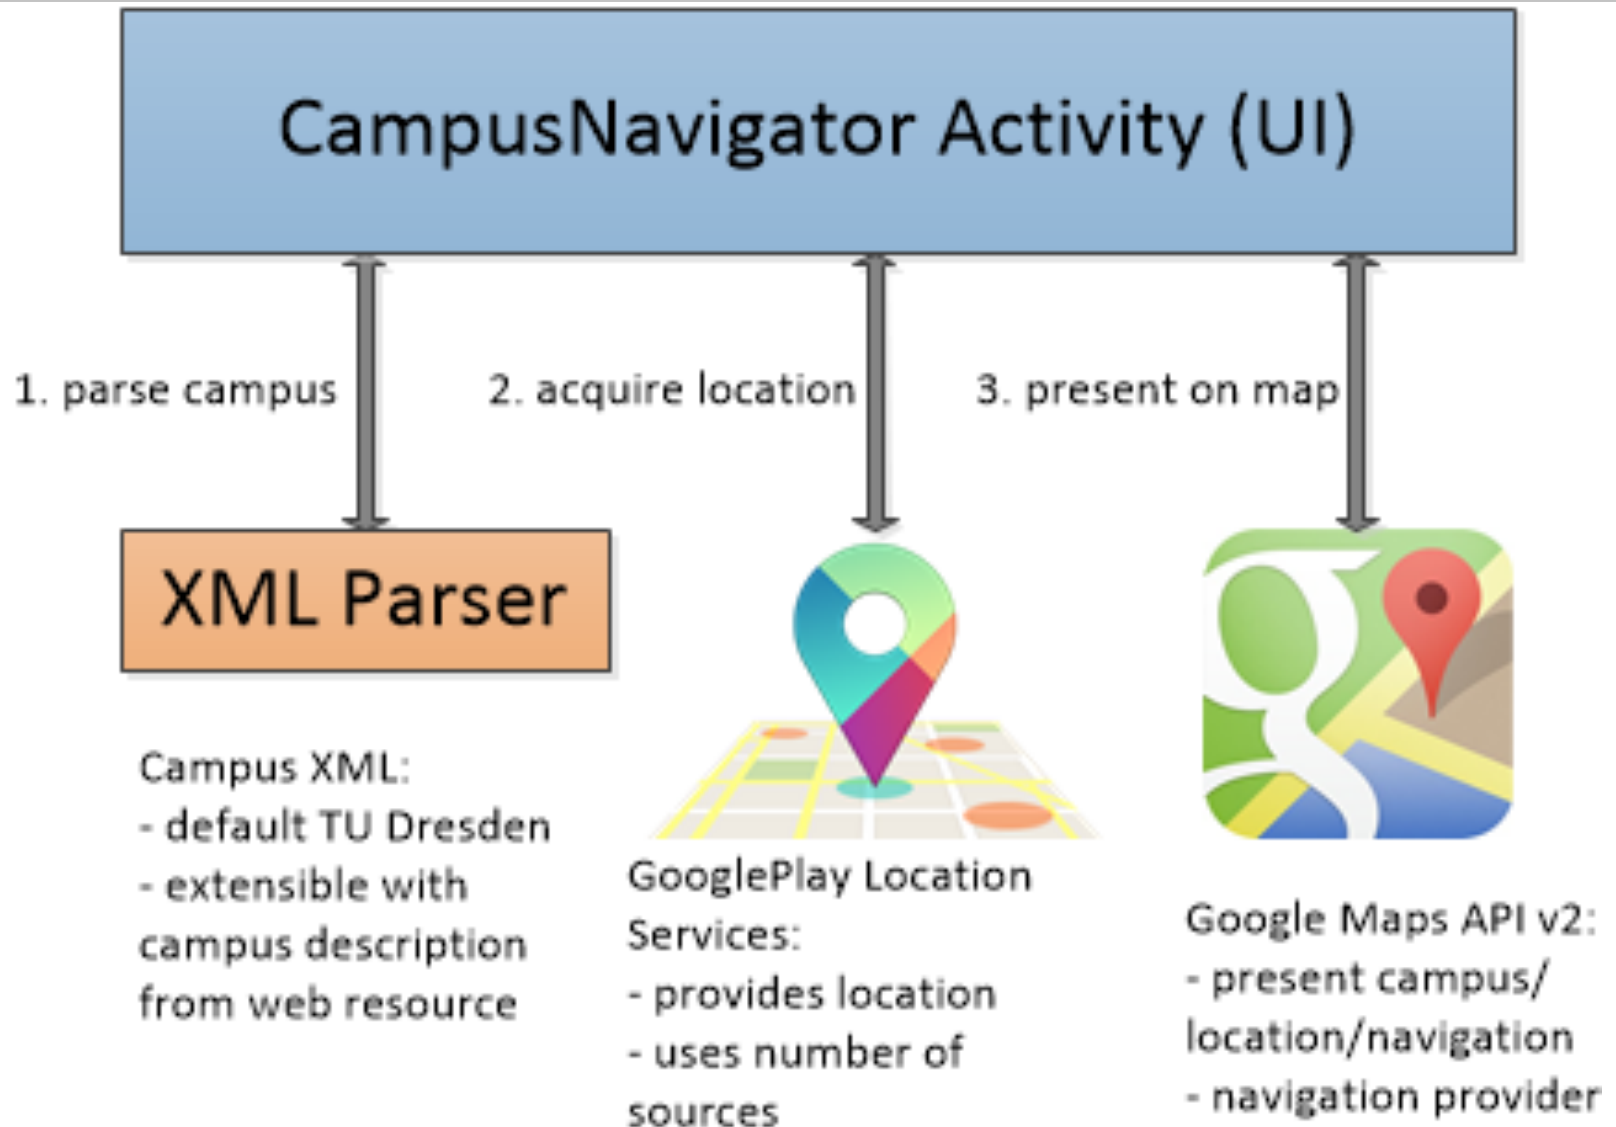 CampusNavigator Activity (UI)
1. parse campus
2. acquire location
3. present on map
XML Parser
Campus XML:
- default TU Dresden
- extensible with
campus description
from web resource
GooglePlay Location
Services:
- provides location
- uses number of
sources
g
Google Maps API v2:
- present campus/
location/navigation
- navigation provider